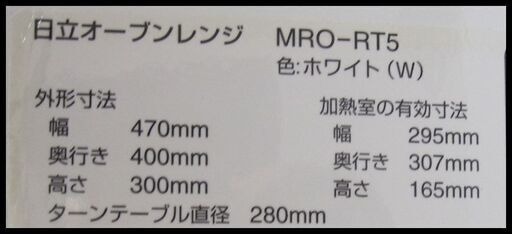 日立オーブンレンジ MRO-RT5
色:ホワイト(W)
外形寸法
幅 470mm
奥行き 400mm
高さ 300mm
ターンテーブル直径 280mm
加熱室の有効寸法
幅 295mm
奥行き 307mm
高さ 165mm